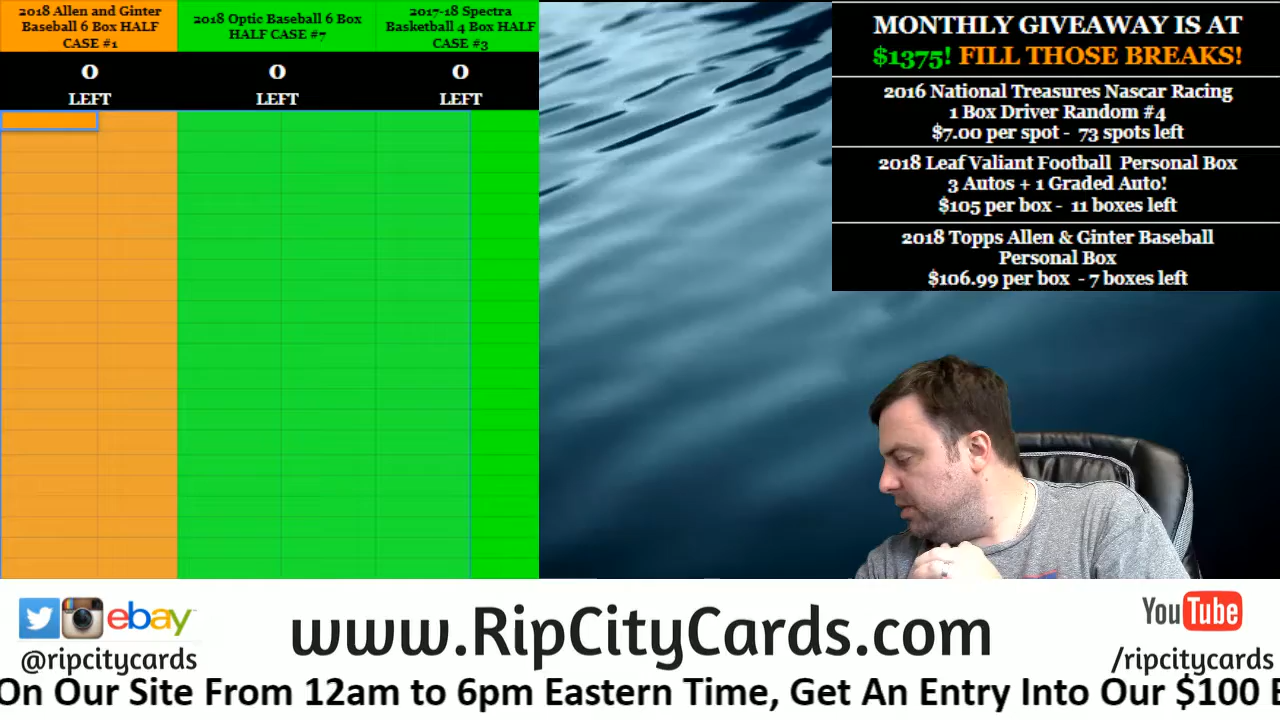 2018 Allen and Ginter
Baseball 6 Box HALF
CASE #1
2018 Optic Baseball 6 Box
HALF CASE #7
2017-18 Spectra
Basketball 4 Box HALF
CASE #3
0
LEFT
0
LEFT
0
LEFT
MONTHLY GIVEAWAY IS AT
$1375! FILL THOSE BREAKS!
2016 National Treasures Nascar Racing
1 Box Driver Random #4
$7.00 per spot - 73 spots left
2018 Leaf Valiant Football Personal Box
3 Autos + 1 Graded Auto!
$105 per box - 11 boxes left
2018 Topps Allen & Ginter Baseball
Personal Box
$106.99 per box - 7 boxes left
ebay
@ripcitycards
www.RipCityCards.com
YouTube
/ripcitycards
On Our Site From 12am to 6pm Eastern Time, Get An Entry Into Our $100